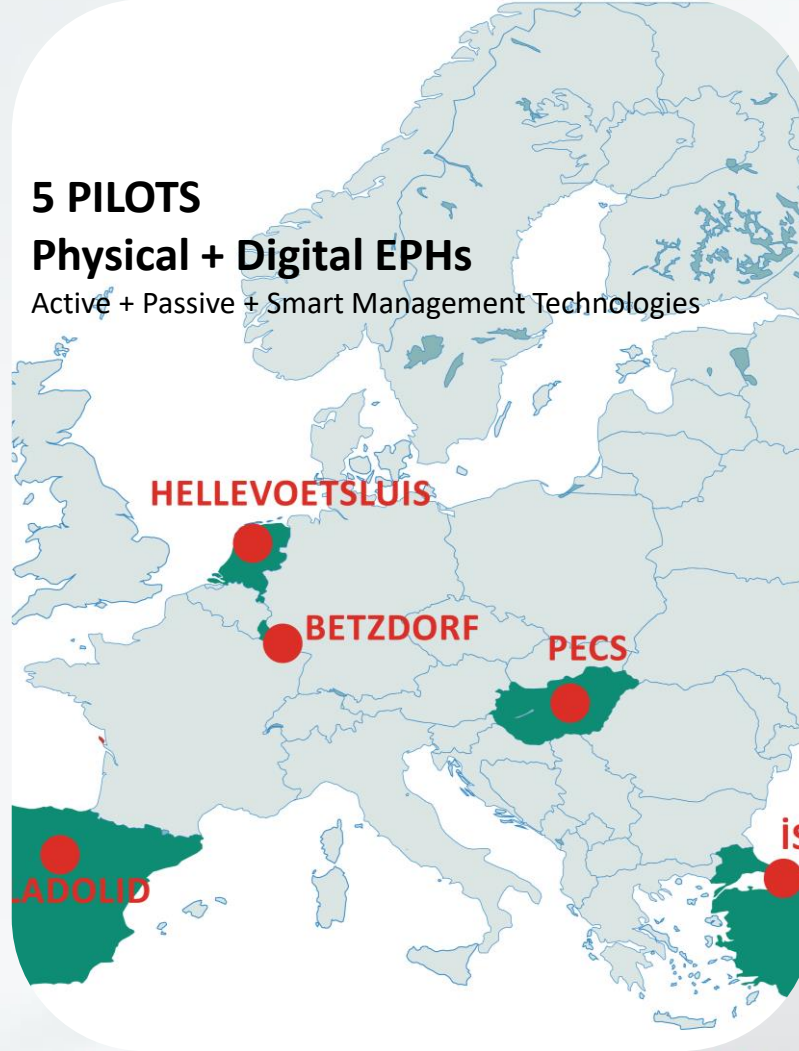 5 PILOTS
Physical + Digital EPHs
Active + Passive + Smart Management Technologies
HELLEVOETSLUIS
BETZDORF
PECS
İS
LADOLID